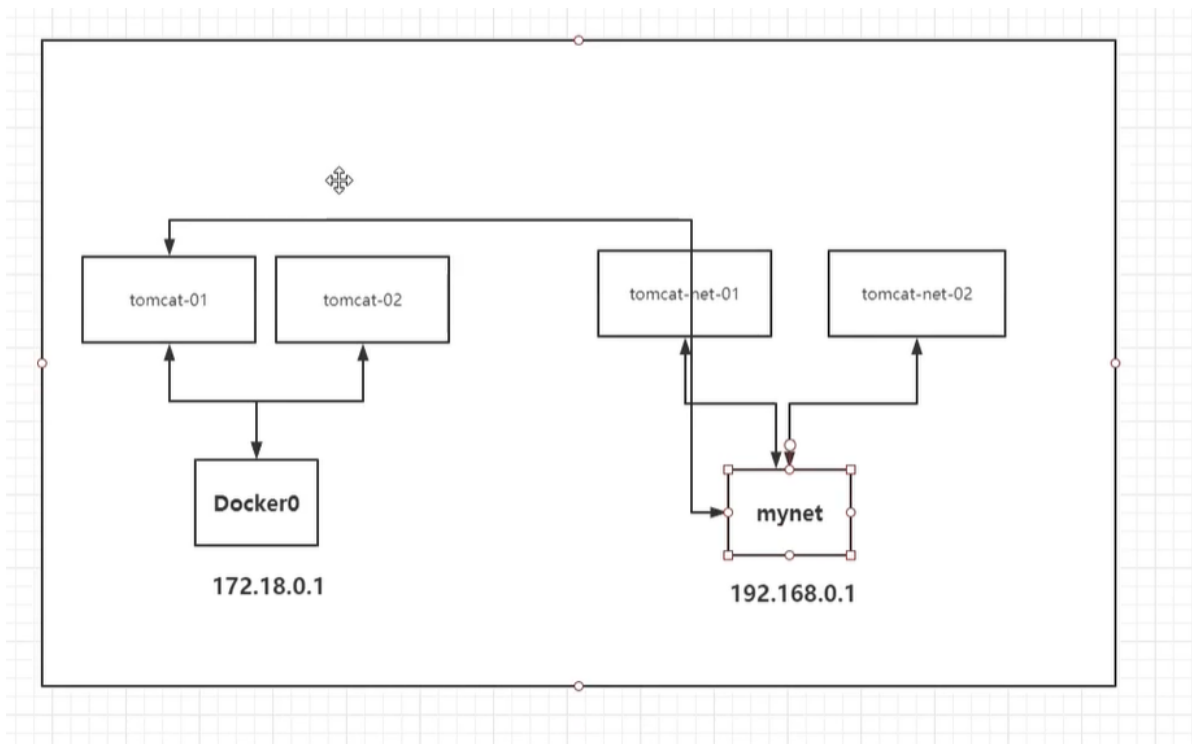 tomcat-01
tomcat-02
tomcat-net-01
tomcat-net-02
Docker0
mynet
172.18.0.1
192.168.0.1